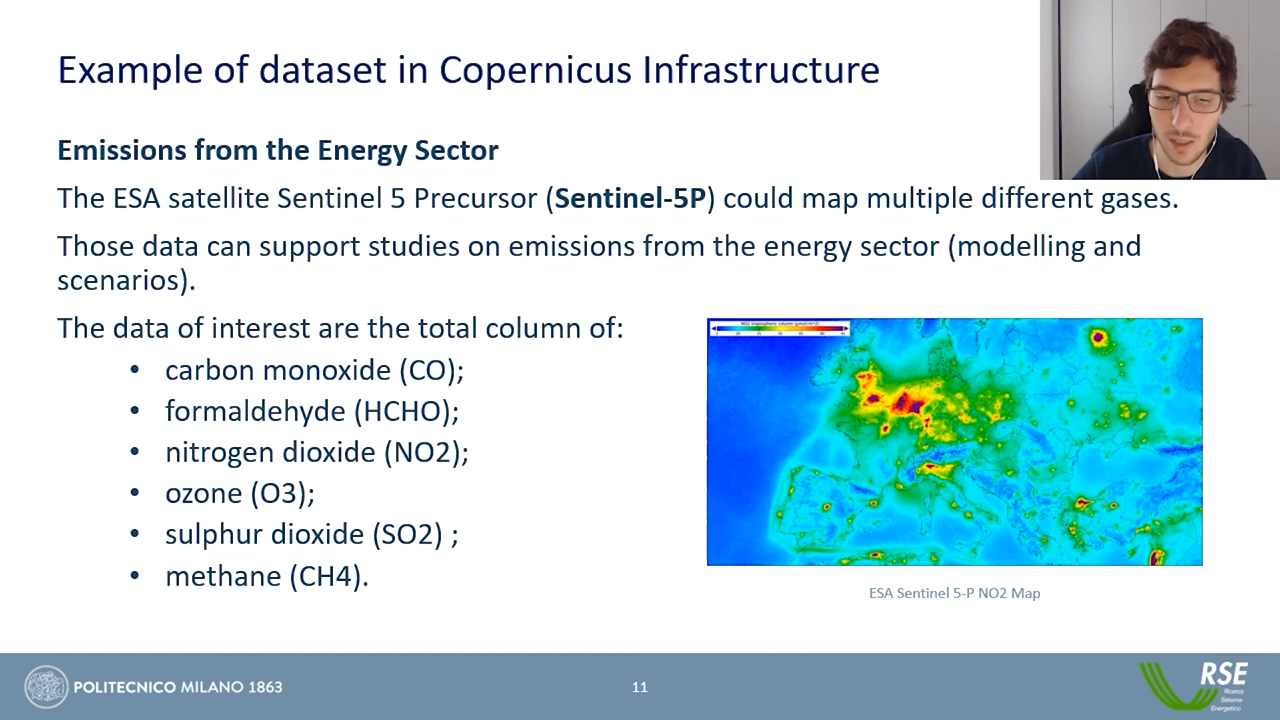 Example of dataset in Copernicus Infrastructure
Emissions from the Energy Sector
The ESA satellite Sentinel 5 Precursor (Sentinel-5P) could map multiple different gases.
Those data can support studies on emissions from the energy sector (modelling and
scenarios).
The data of interest are the total column of:
• carbon monoxide (CO);
• formaldehyde (HCHO);
• nitrogen dioxide (NO2);
• ozone (O3);
• sulphur dioxide (SO2) ;
• methane (CH4).
ESA Sentinel 5-P NO2 Map
POLITECNICO MILANO 1863
11
RSE
Ricerca
Sistema
Energetico